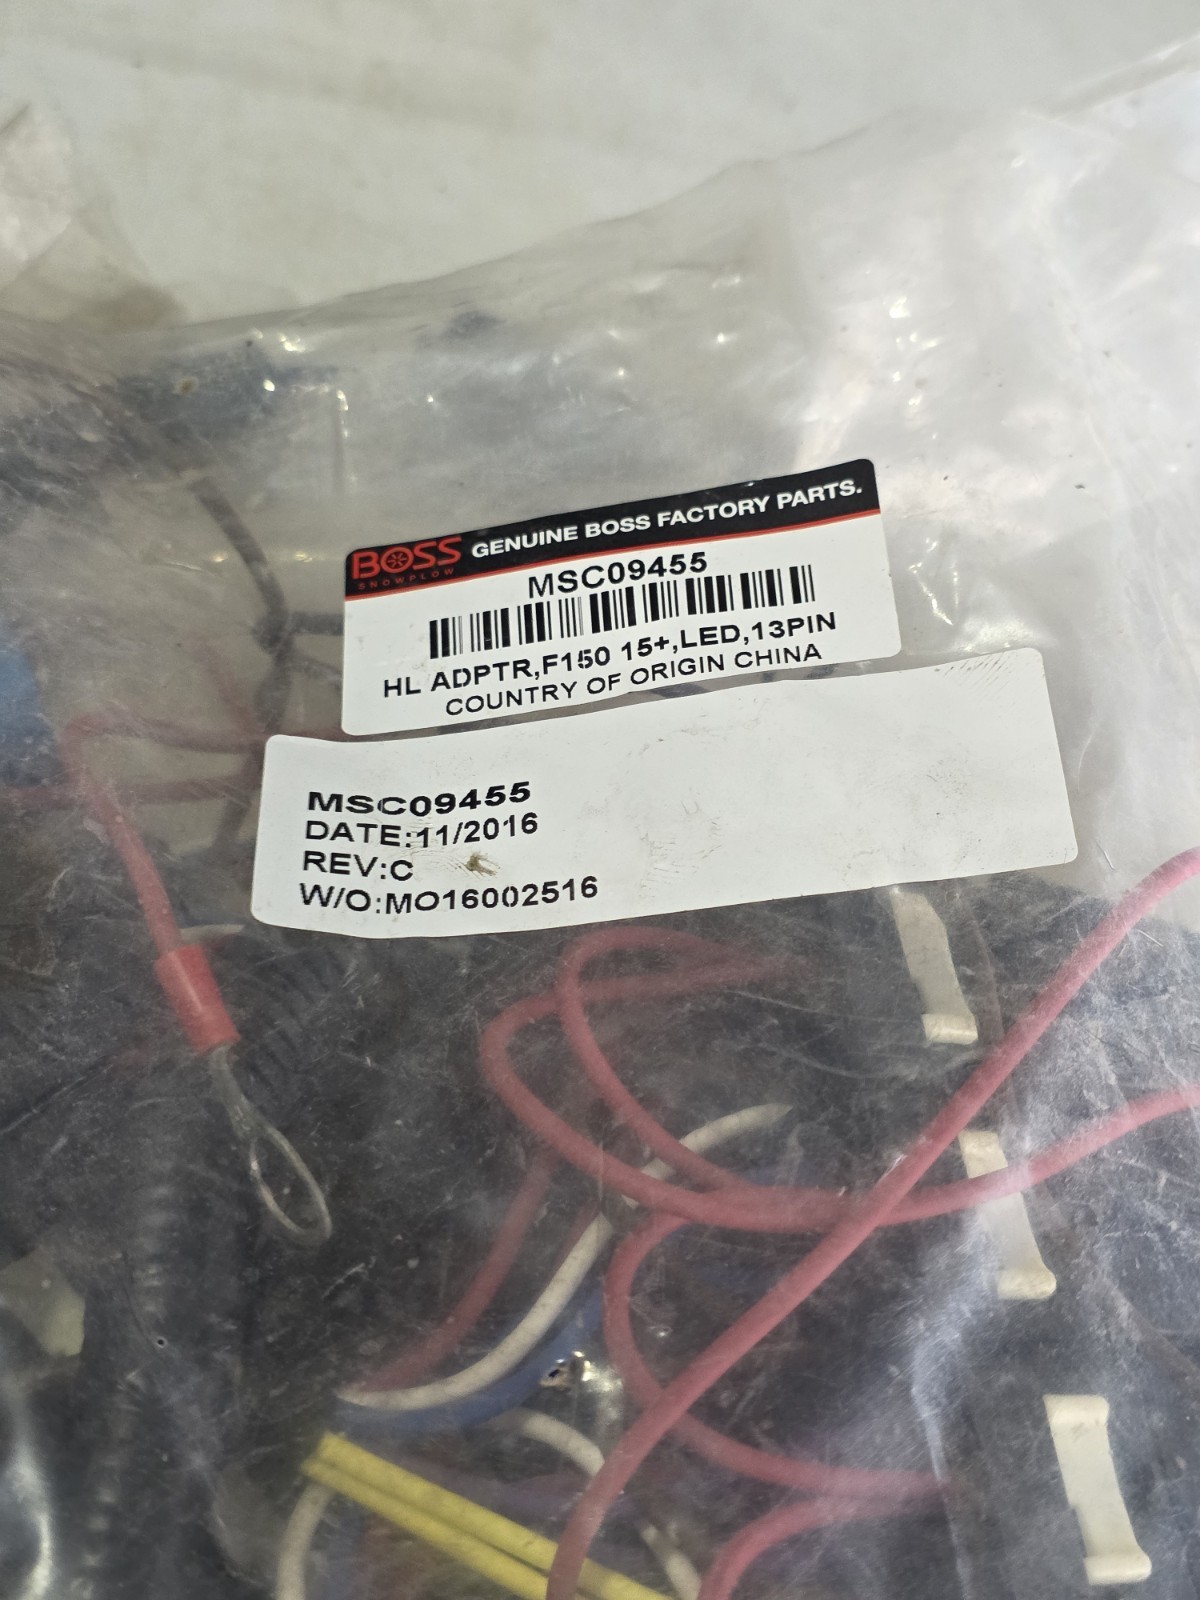 BOSS
SNOWPLOW
GENUINE BOSS FACTORY PARTS.
MSC09455
HL ADPTR,F150 15+,LED,13PIN
COUNTRY OF ORIGIN CHINA
MSC09455
DATE:11/2016
REV:C
W/O:MO16002516